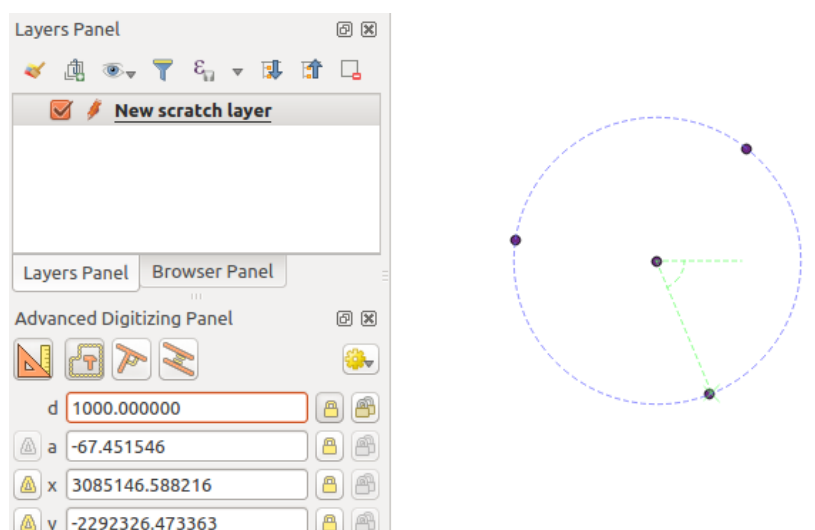 Layers Panel
New scratch layer
Layers Panel
Browser Panel
Advanced Digitizing Panel
d 1000.000000
a -67.451546
x 3085146.588216
y -2292326.473363